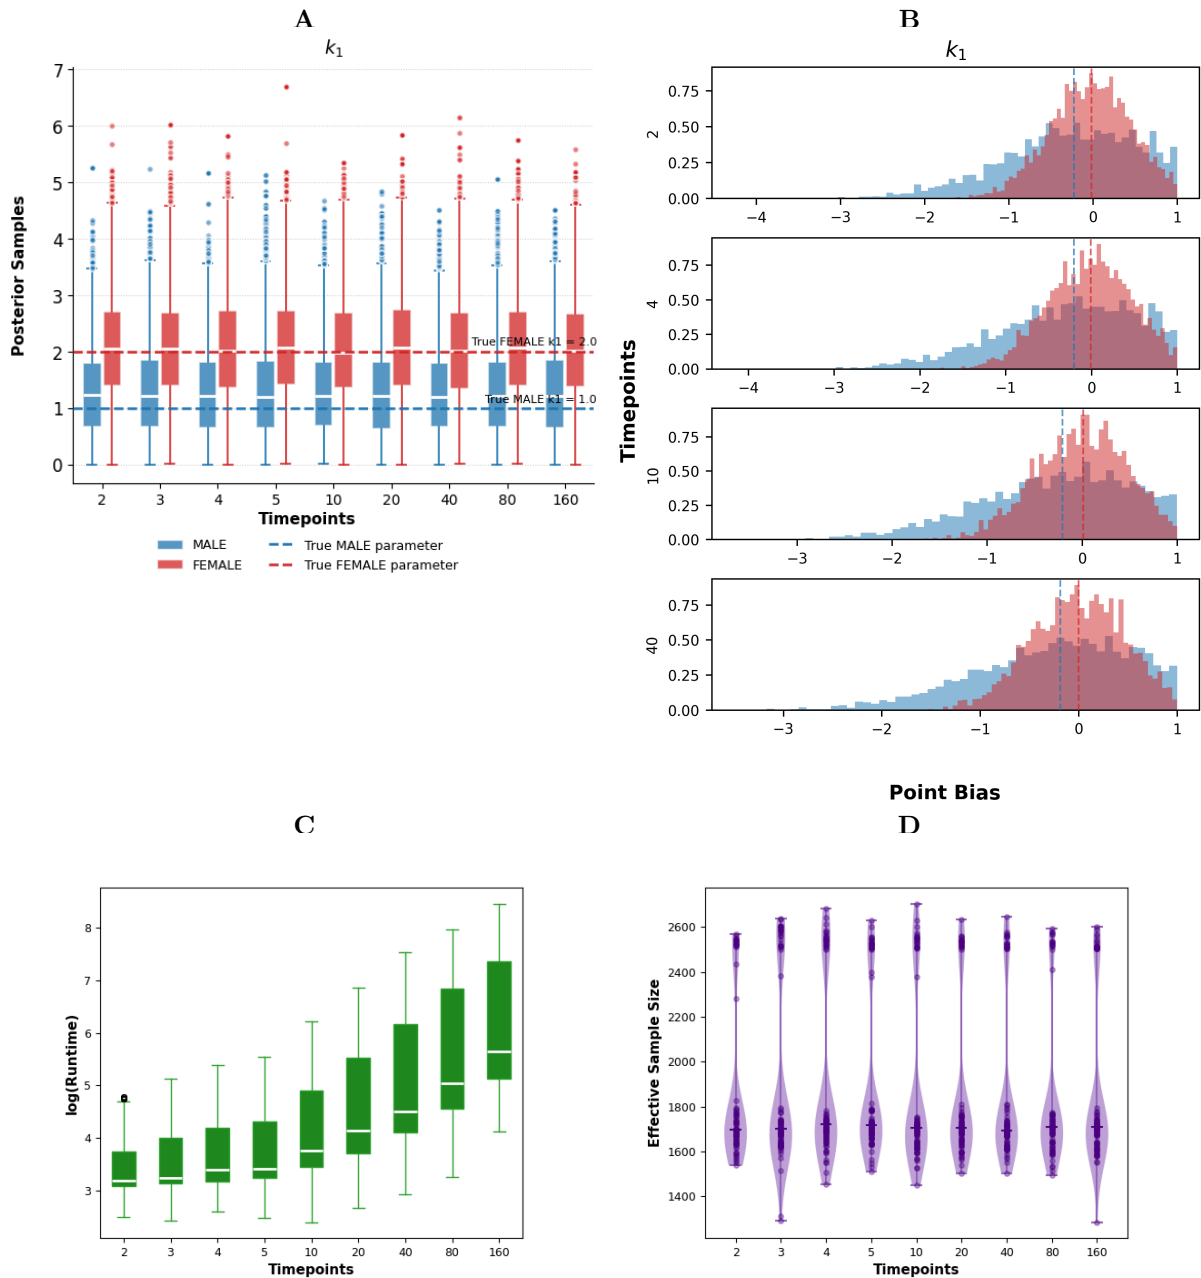 A
k1
Posterior Samples
7
6
5
4
3
2
1
0
True FEMALE k1 = 2.0
True MALE k1 = 1.0
2 3 4 5 10 20 40 80 160
Timepoints
MALE
FEMALE
True MALE parameter
True FEMALE parameter
B
k1
Timepoints
2
0.75
0.50
0.25
0.00
−4 −3 −2 −1 0 1
4
0.75
0.50
0.25
0.00
−4 −3 −2 −1 0 1
10
0.75
0.50
0.25
0.00
−3 −2 −1 0 1
40
0.75
0.50
0.25
0.00
−3 −2 −1 0 1
Point Bias
C
log(Runtime)
8
7
6
5
4
3
2 3 4 5 10 20 40 80 160
Timepoints
D
Effective Sample Size
2600
2400
2200
2000
1800
1600
1400
2 3 4 5 10 20 40 80 160
Timepoints